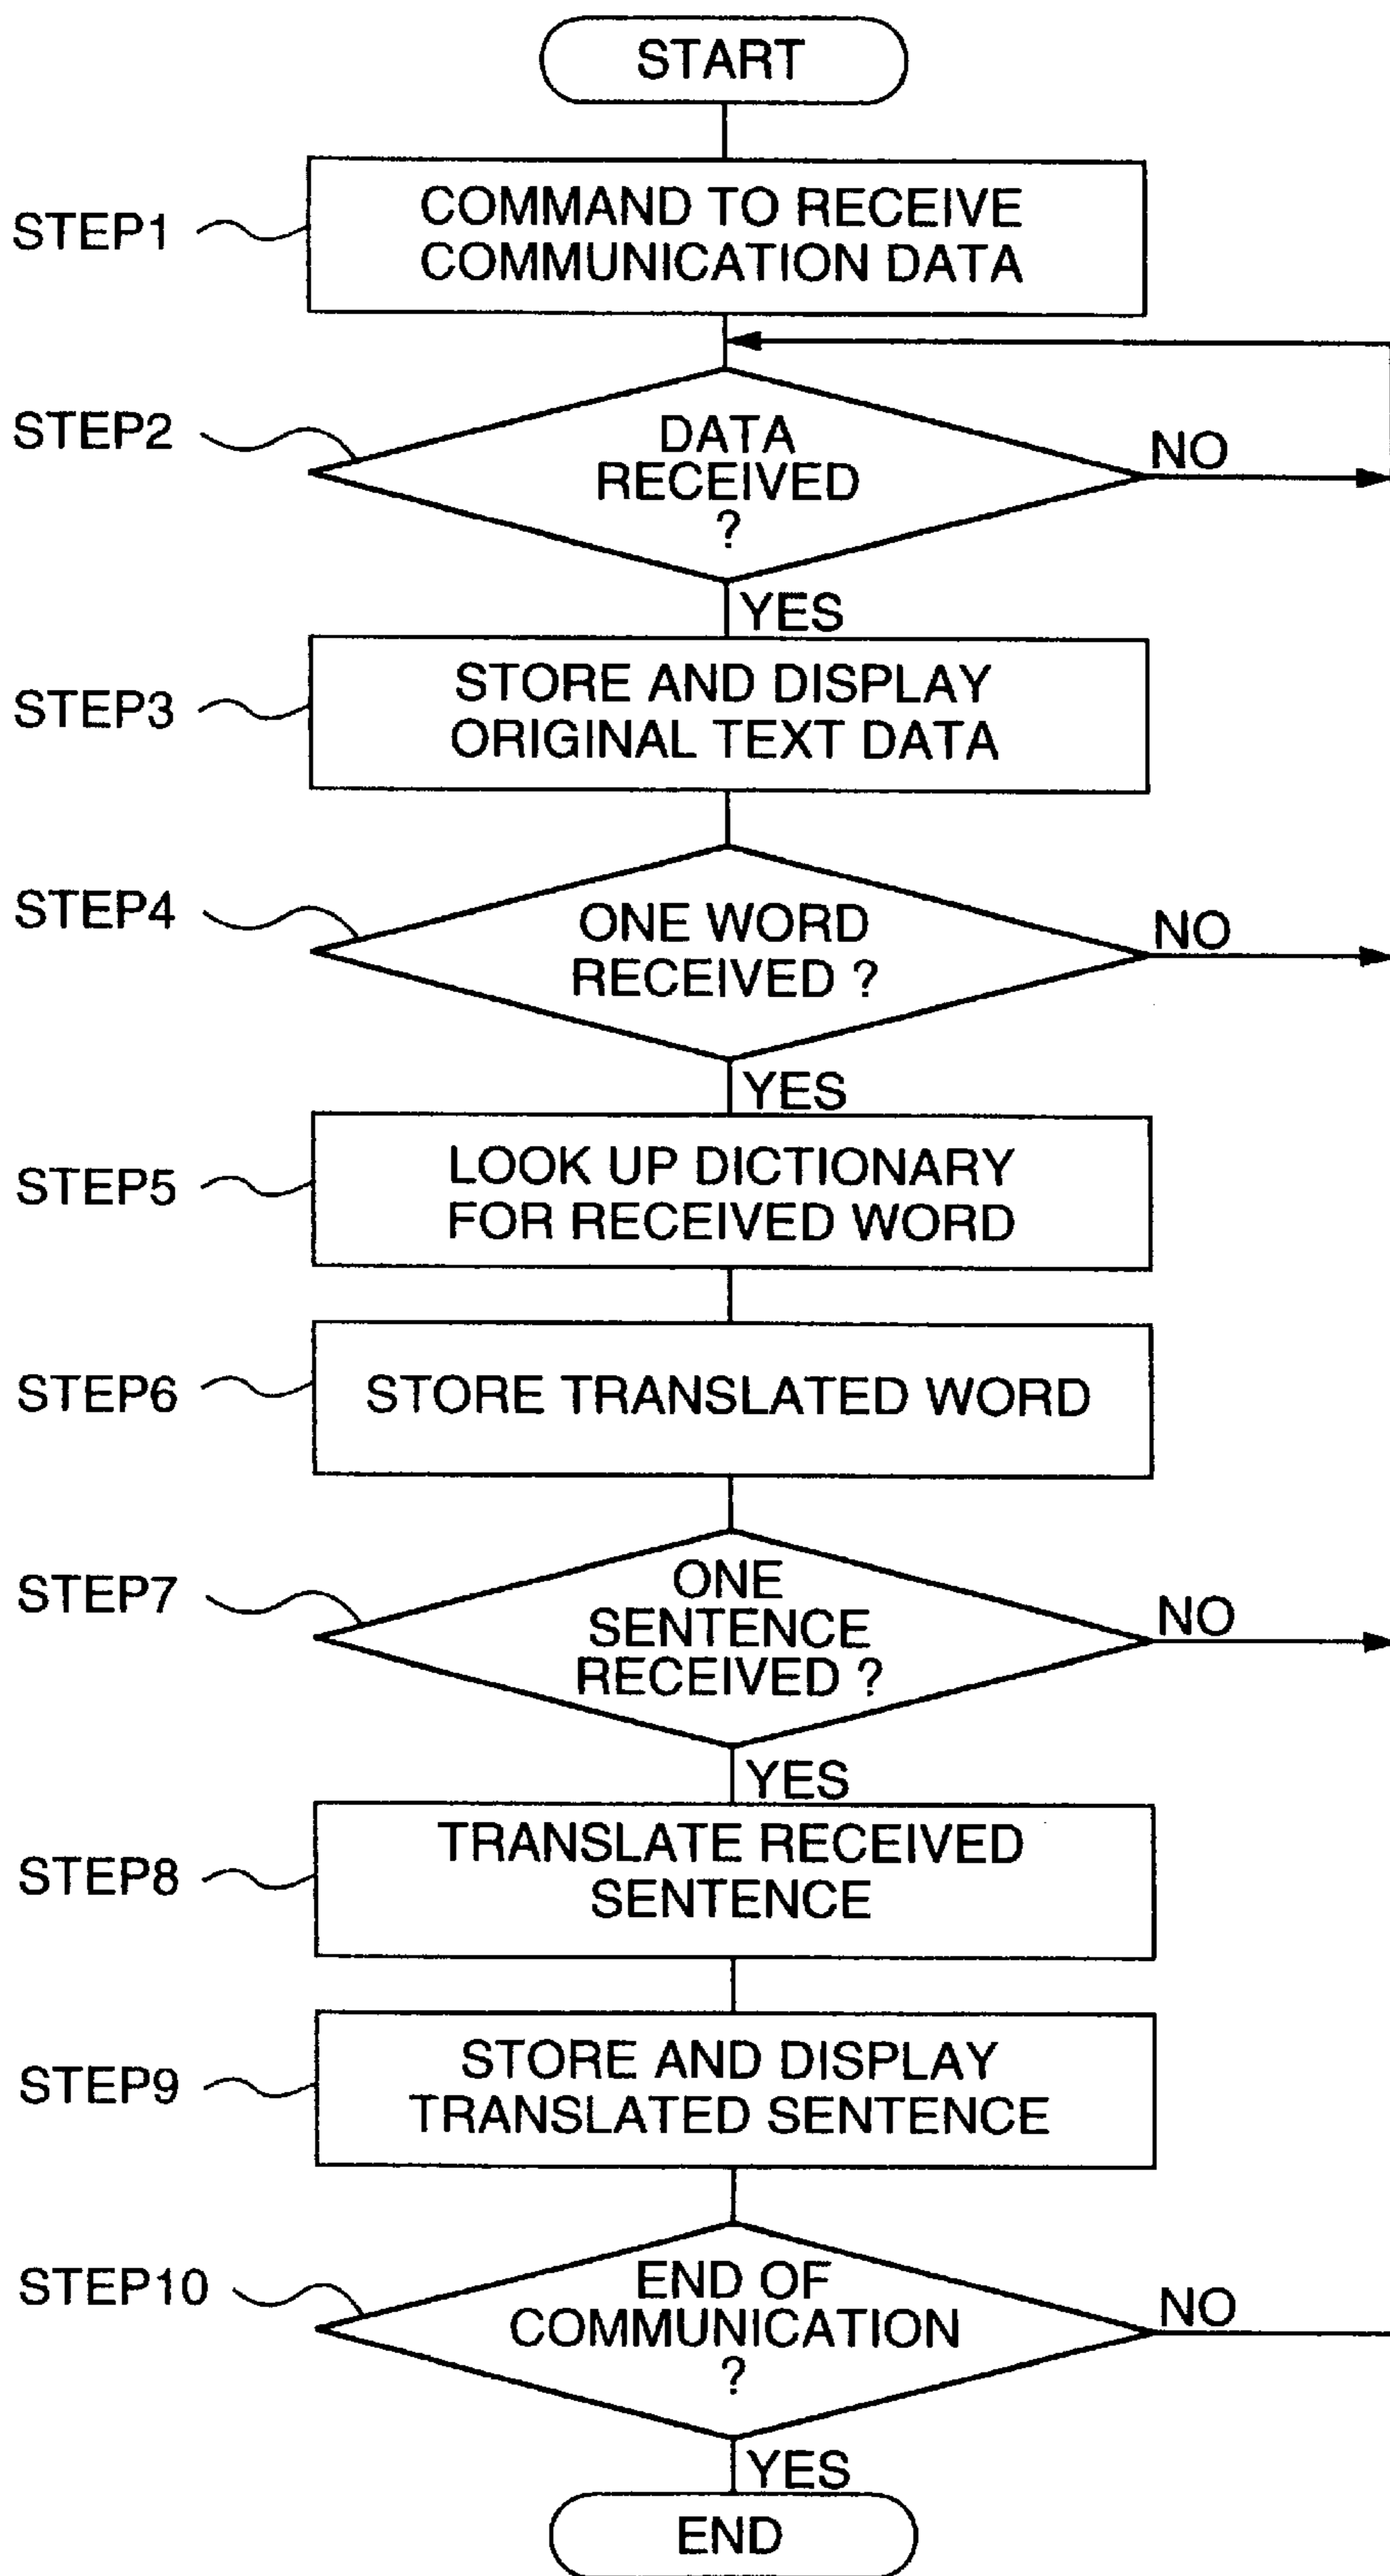 START
STEP1
COMMAND TO RECEIVE
COMMUNICATION DATA
STEP2
DATA
RECEIVED
?
NO
YES
STEP3
STORE AND DISPLAY
ORIGINAL TEXT DATA
STEP4
ONE WORD
RECEIVED ?
NO
YES
STEP5
LOOK UP DICTIONARY
FOR RECEIVED WORD
STEP6
STORE TRANSLATED WORD
STEP7
ONE
SENTENCE
RECEIVED ?
NO
YES
STEP8
TRANSLATE RECEIVED
SENTENCE
STEP9
STORE AND DISPLAY
TRANSLATED SENTENCE
STEP10
END OF
COMMUNICATION
?
NO
YES
END